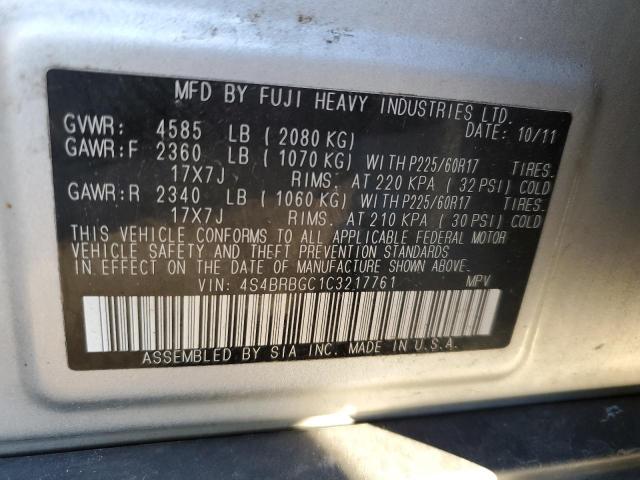 MFD BY FUJI HEAVY INDUSTRIES LTD.
GVWR: 4585 LB ( 2080 KG) DATE: 10/11
GAWR:F 2360 LB ( 1070 KG) WITH P225/60R17 TIRES,
17X7J RIMS, AT 220 KPA ( 32 PSI) COLD
GAWR:R 2340 LB ( 1060 KG) WITH P225/60R17 TIRES,
17X7J RIMS, AT 210 KPA ( 30 PSI) COLD
THIS VEHICLE CONFORMS TO ALL APPLICABLE FEDERAL MOTOR
VEHICLE SAFETY AND THEFT PREVENTION STANDARDS
IN EFFECT ON THE DATE OF MANUFACTURE SHOWN ABOVE.
VIN: 4S4BRBGC1C3217761 MPV
ASSEMBLED BY SIA INC. MADE IN U.S.A.